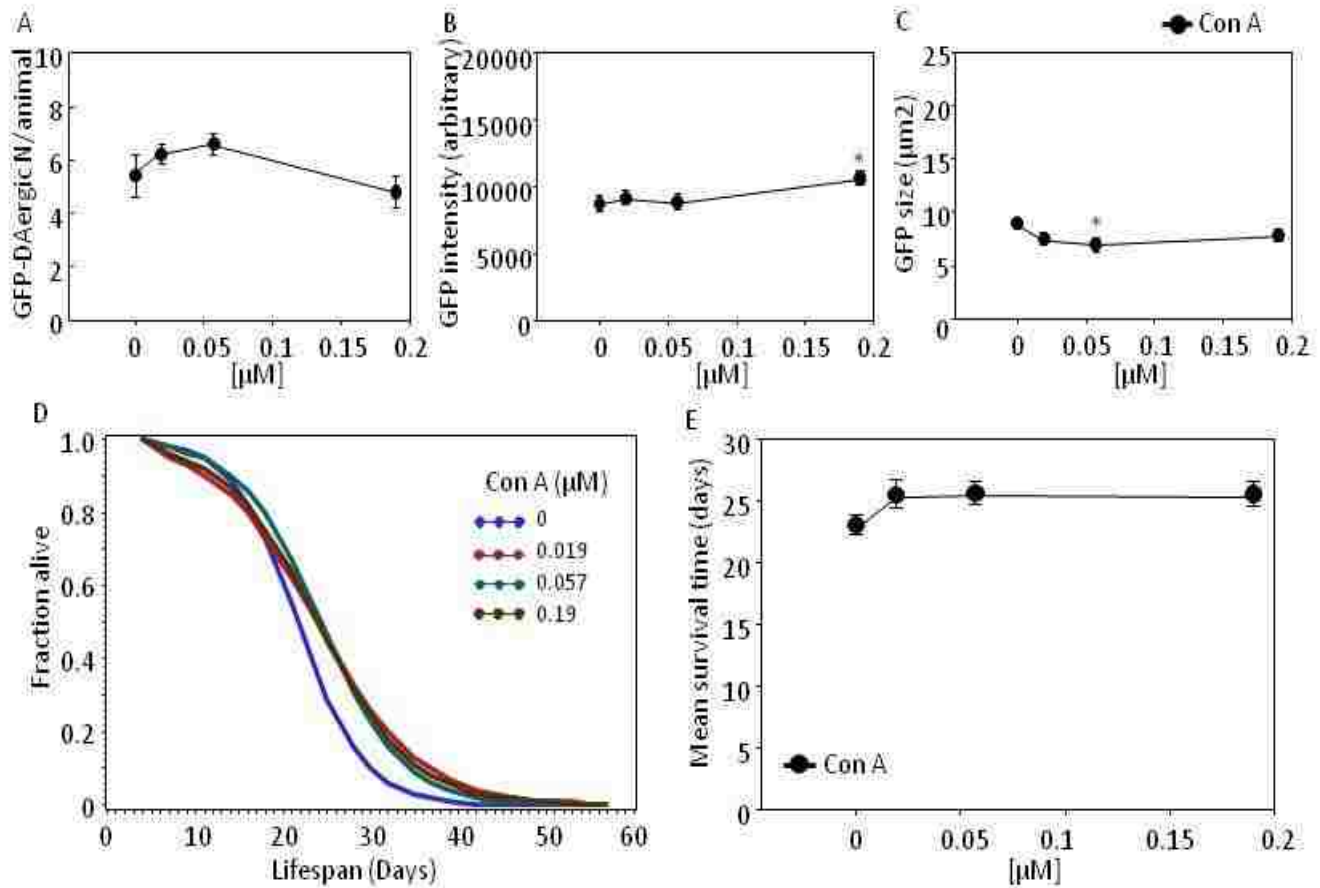 A
GFP-DAergic N/animal
10
8
6
4
2
0
0 0.05 0.1 0.15 0.2
[µM]
B
GFP intensity (arbitrary)
20000
15000
10000
5000
0
*
0 0.05 0.1 0.15 0.2
[µM]
C
Con A
GFP size (µm2)
25
20
15
10
5
0
*
0 0.05 0.1 0.15 0.2
[µM]
D
Fraction alive
1.0
0.8
0.6
0.4
0.2
0
Con A (µM)
0
0.019
0.057
0.19
0 10 20 30 40 50 60
Lifespan (Days)
E
Mean survival time (days)
30
25
20
15
10
5
0
Con A
0 0.05 0.1 0.15 0.2
[µM]